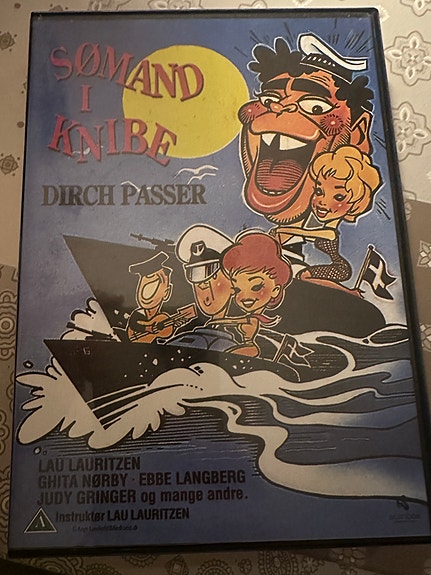 SØMAND
I
KNIBE
DIRCH PASSER
LAU LAURITZEN
GHITA NØRBY · EBBE LANGBERG
JUDY GRINGER og mange andre.
A
Instruktør LAU LAURITZEN